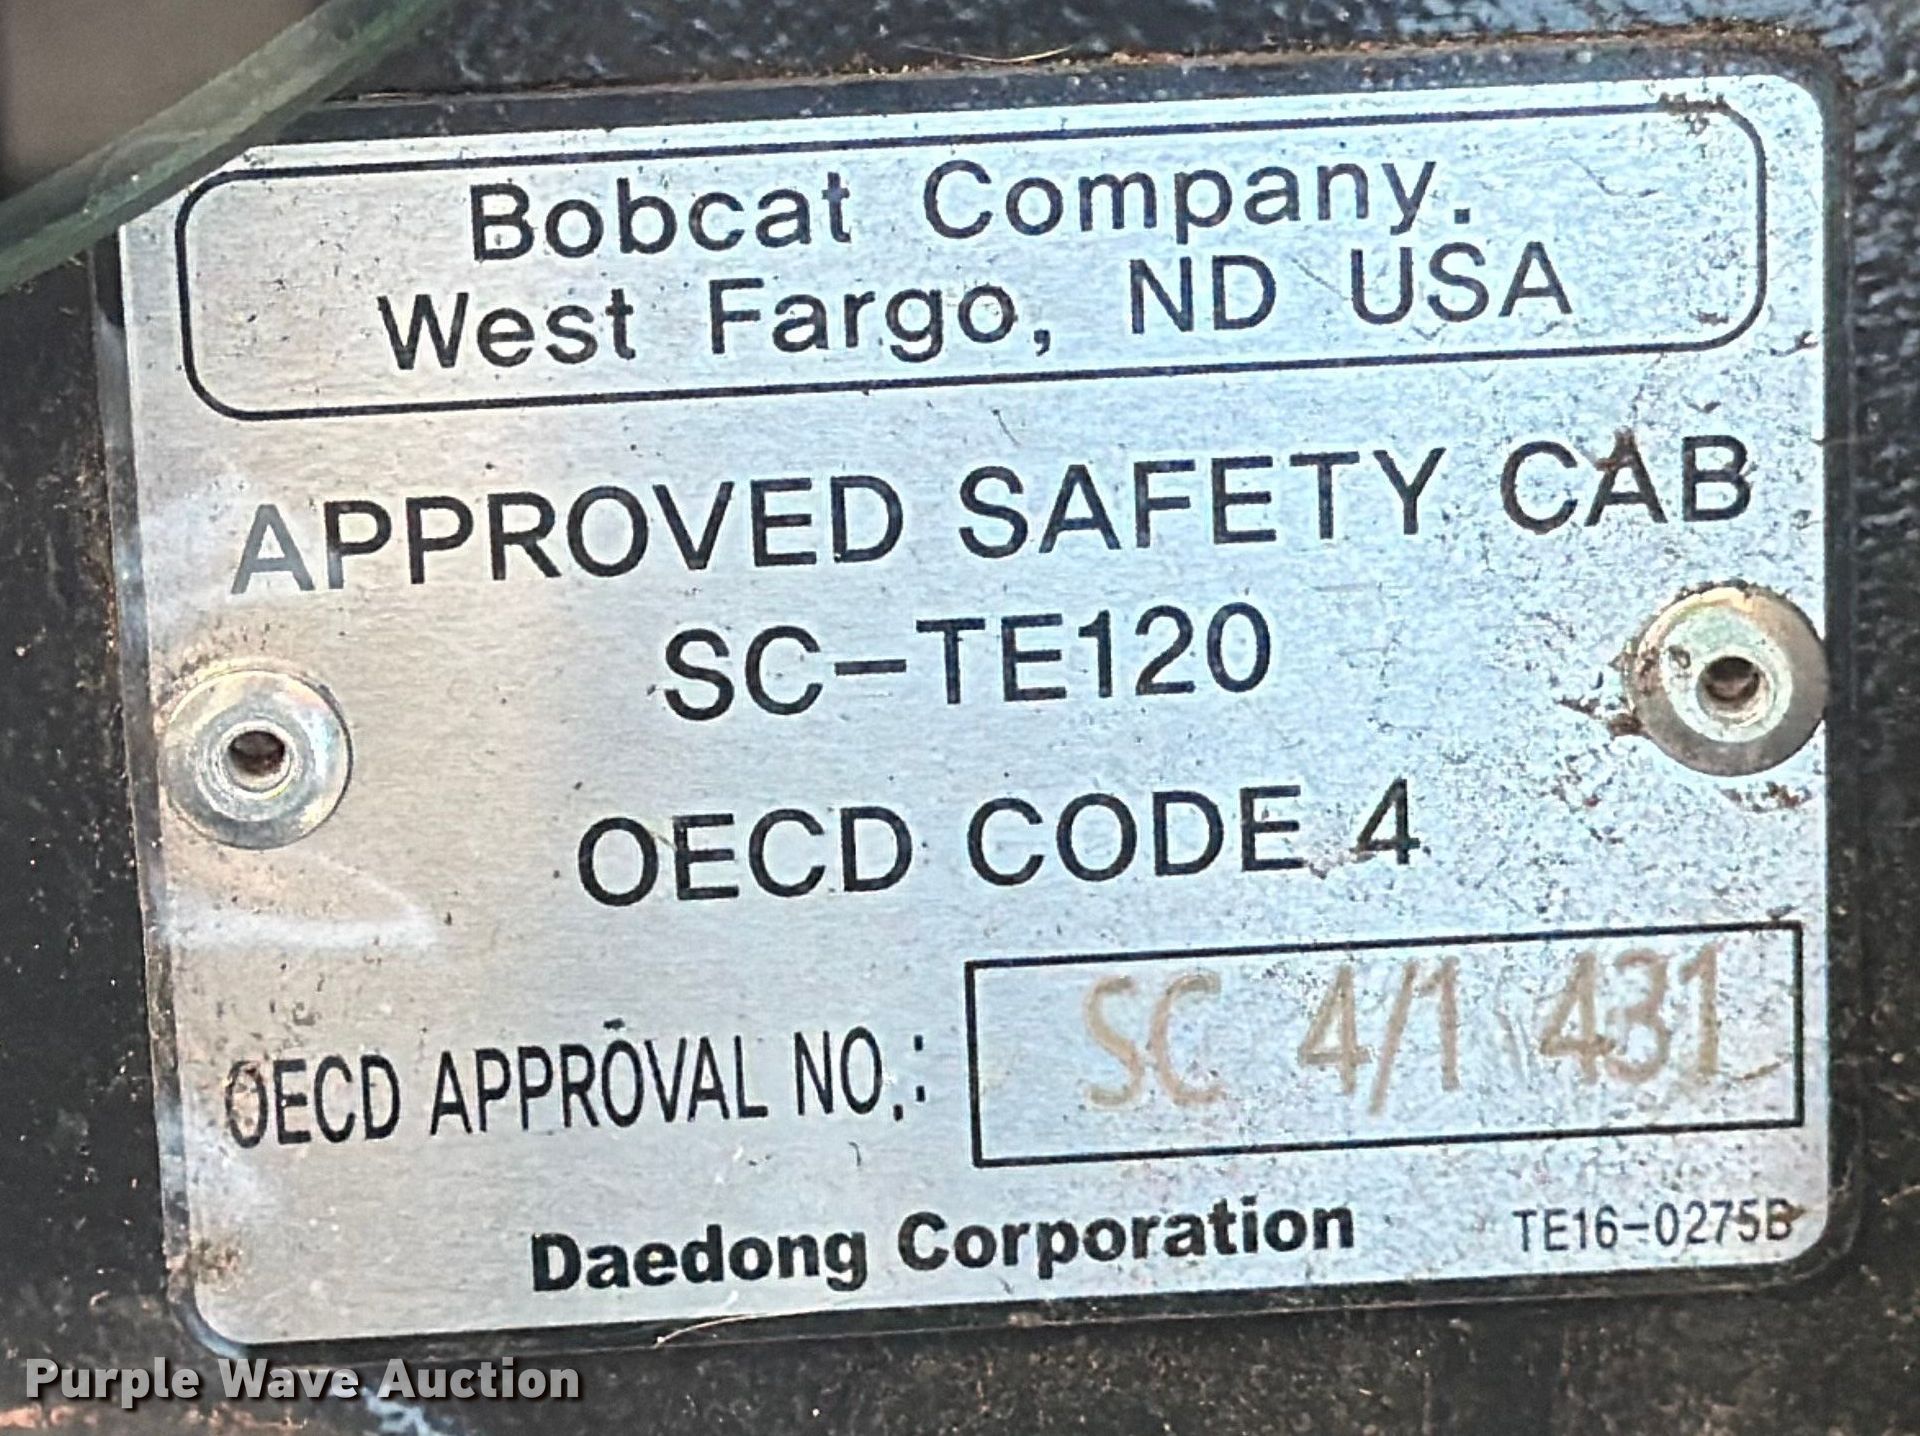 Bobcat Company.
West Fargo, ND USA
APPROVED SAFETY CAB
SC-TE120
OECD CODE 4
OECD APPROVAL NO.: SC 4/1 431
Daedong Corporation TE16-0275B
Purple Wave Auction